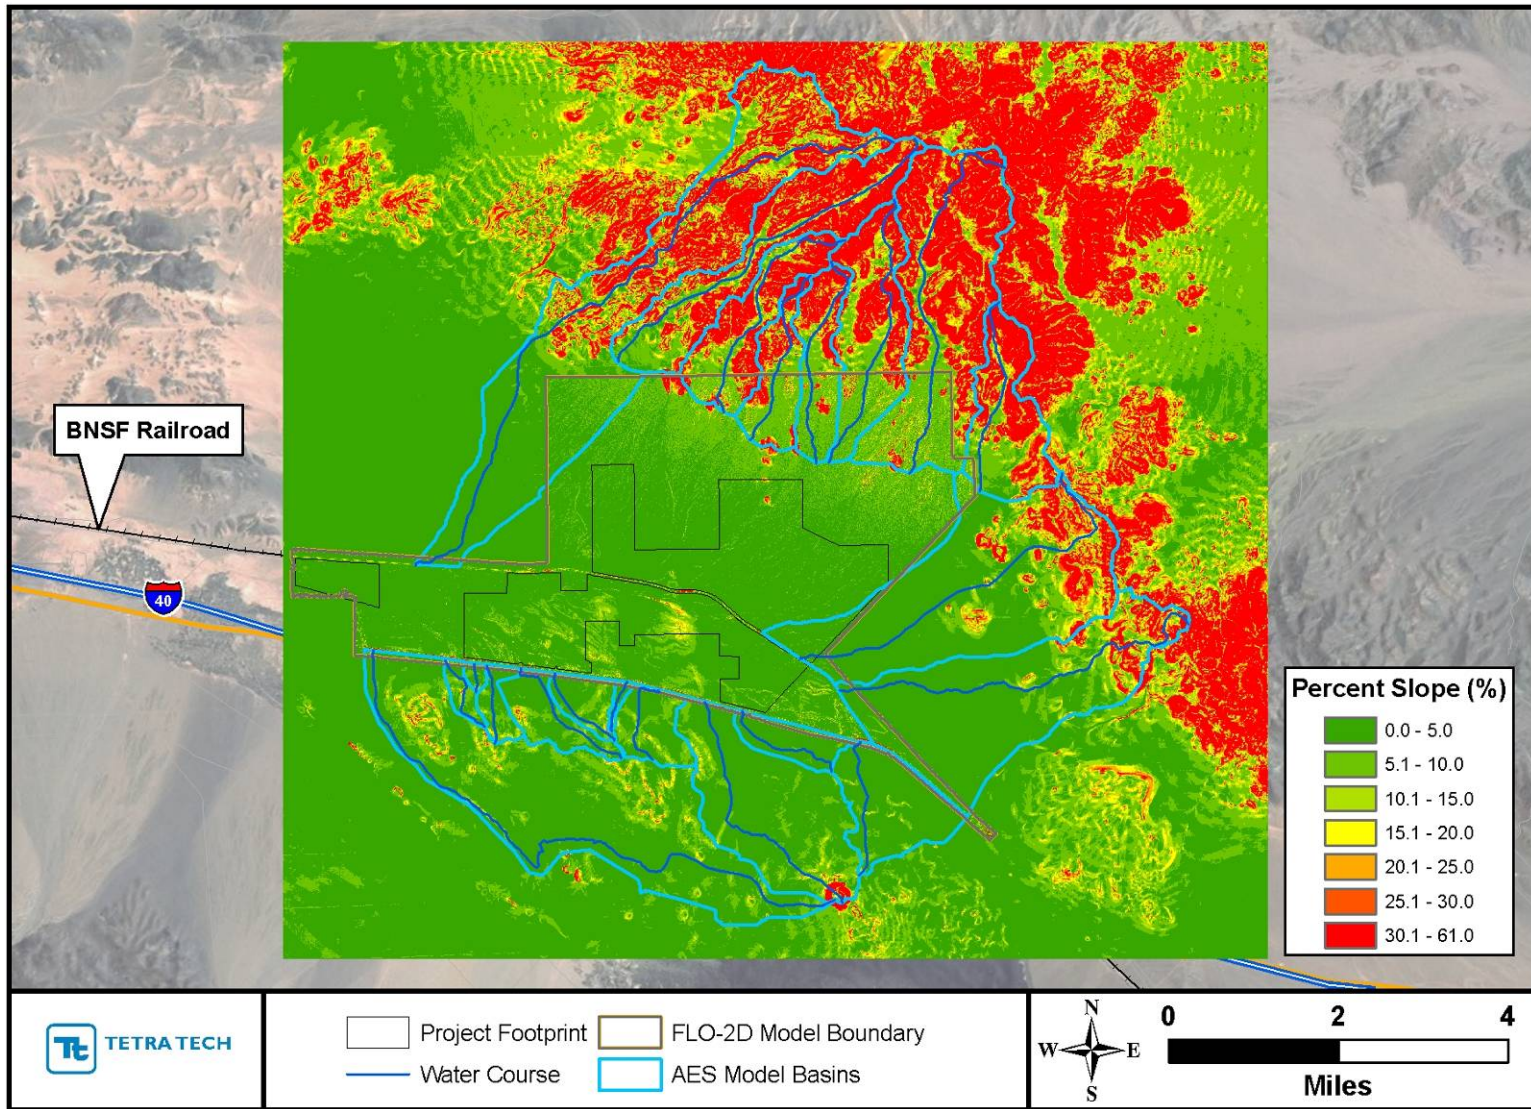 BNSF Railroad
40
Percent Slope (%)
0.0 - 5.0
5.1 - 10.0
10.1 - 15.0
15.1 - 20.0
20.1 - 25.0
25.1 - 30.0
30.1 - 61.0
Tt TETRA TECH
Project Footprint
FLO-2D Model Boundary
Water Course
AES Model Basins
N
W E
S
0 2 4
Miles